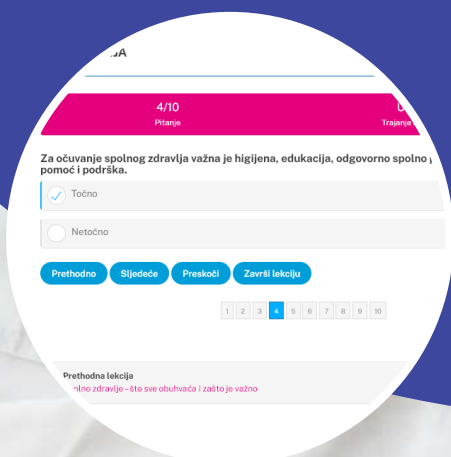 4/10
Pitanje
Trajanje
Za očuvanje spolnog zdravlja važna je higijena, edukacija, odgovorno spolno
pomoć i podrška.
Točno
Netočno
Prethodno Sljedeće Preskoči Završi lekciju
1 2 3 4 5 6 7 8 9 10
Prethodna lekcija
zdravlje – što sve obuhvaća i zašto je važno